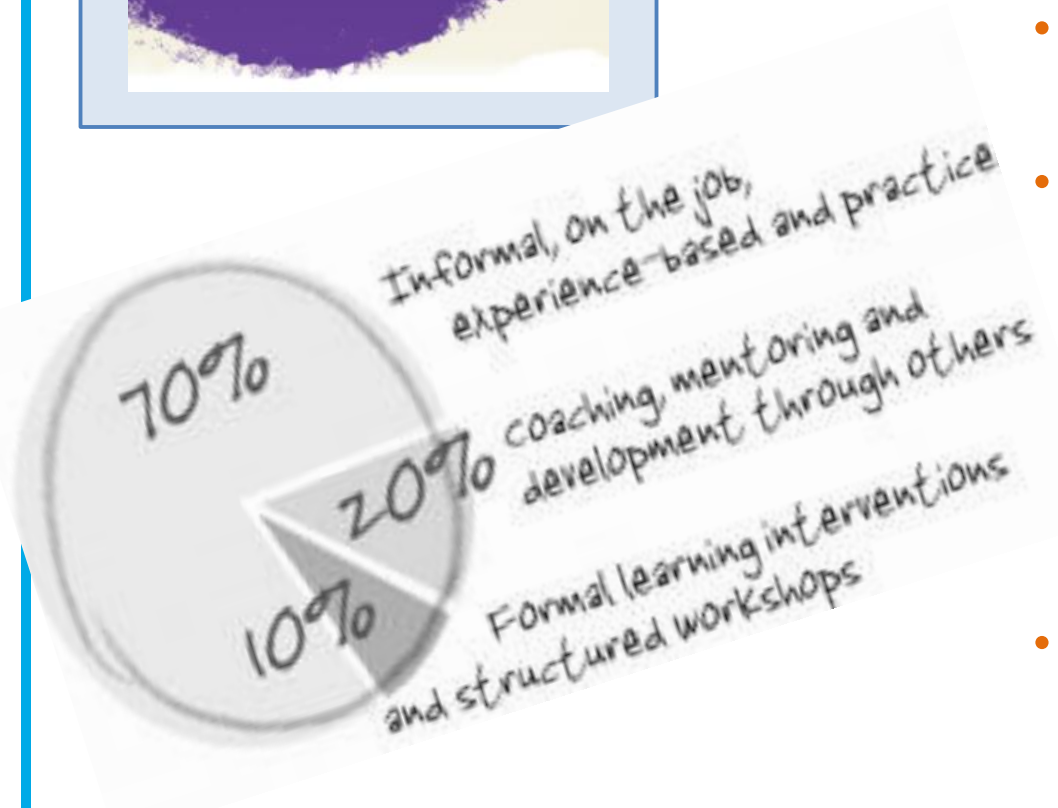 Informal, on the job,
experience-based and practice
70%
coaching, mentoring and
development through others
20%
Formal learning interventions
and structured workshops
10%